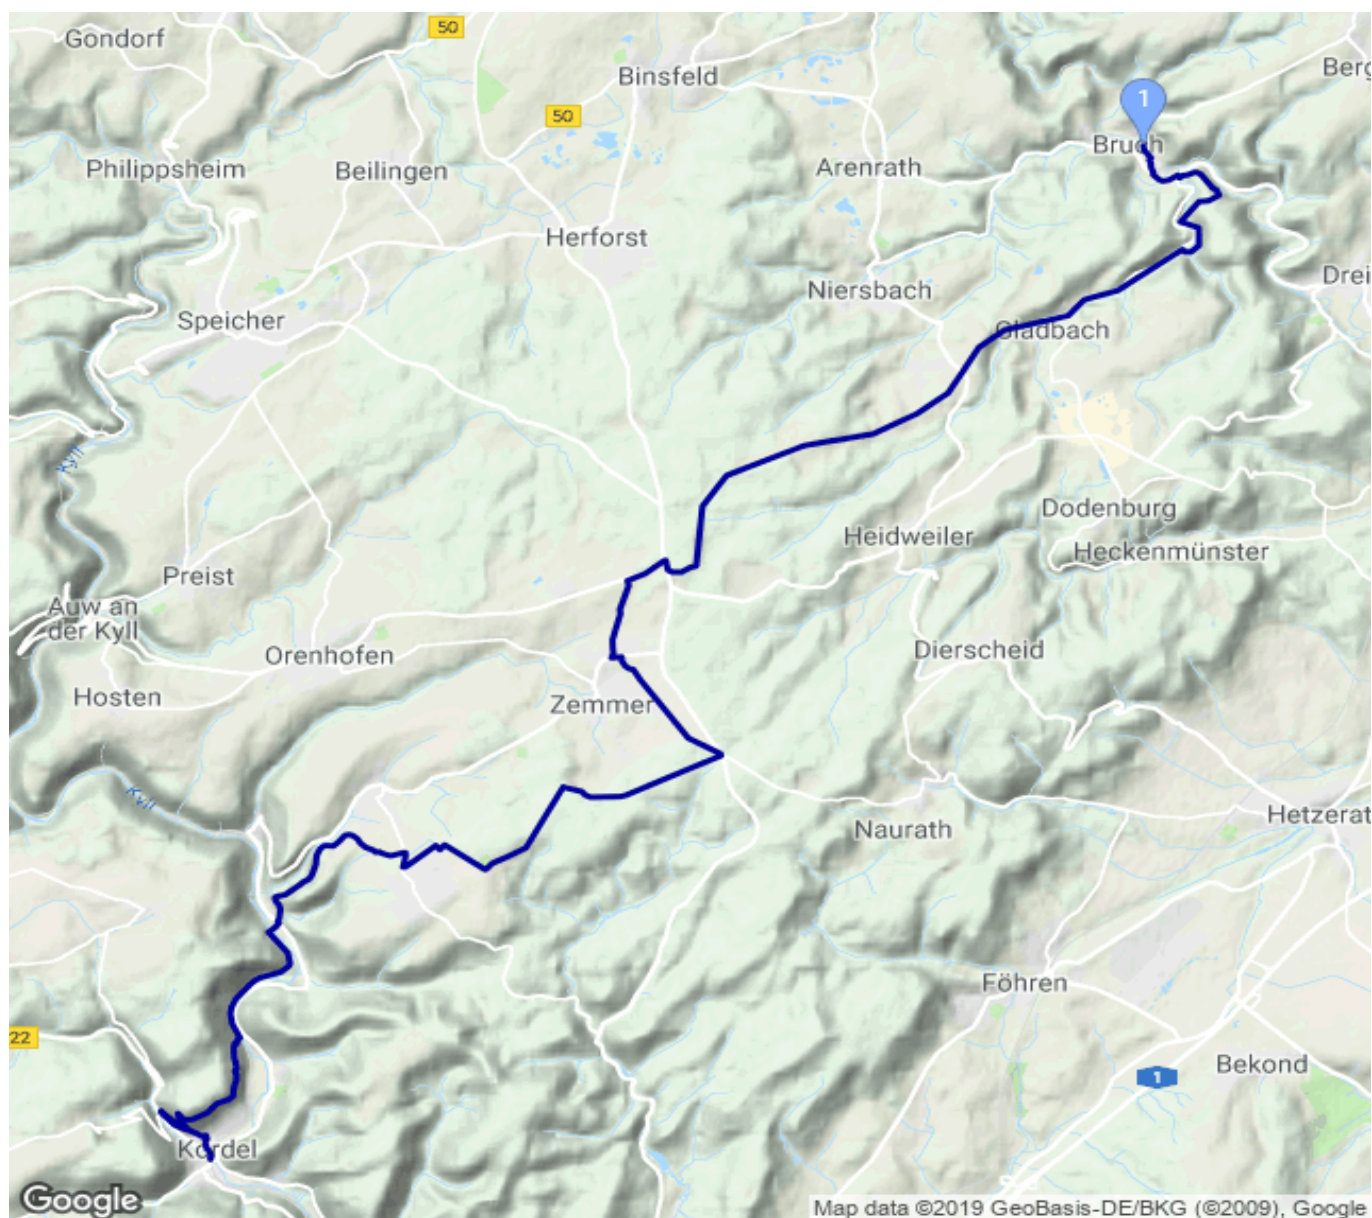 Gondorf
50
Binsfeld
Berg
50
1
Bruch
Philippsheim
Beilingen
Arenrath
Herforst
Niersbach
Drei
Speicher
Gladbach
Kyll
Dodenburg
Heidweiler
Heckenmünster
Preist
Auw an
der Kyll
Orenhofen
Dierscheid
Hosten
Zemmer
Kyll
Naurath
Hetzerat
Föhren
22
Bekond
1
Kordel
Google
Map data ©2019 GeoBasis-DE/BKG (©2009), Google